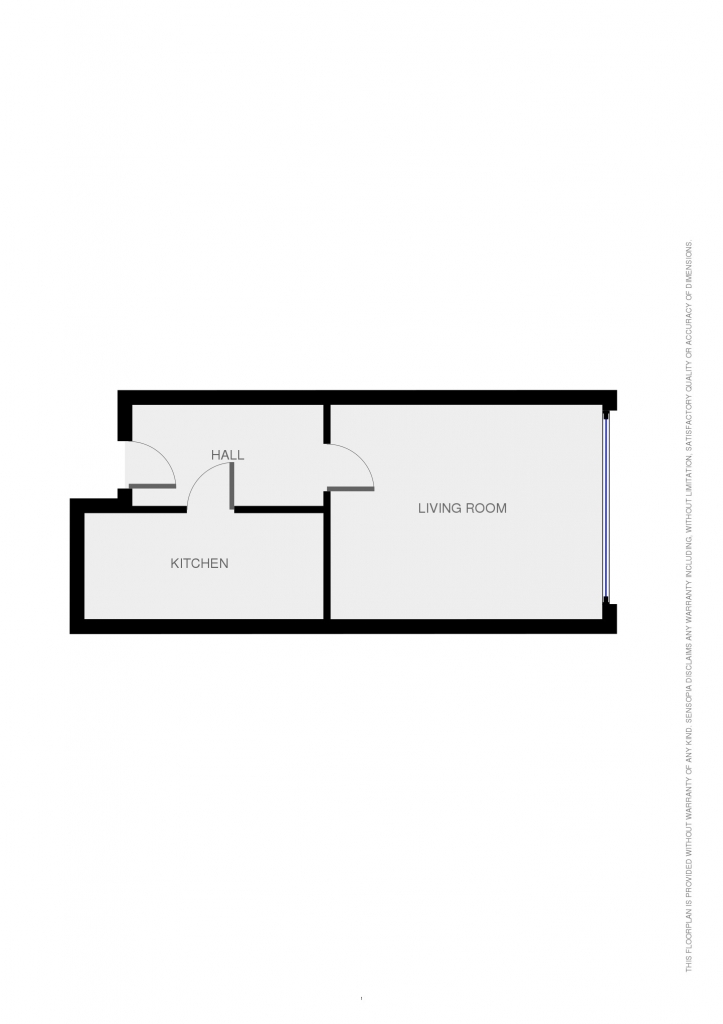 HALL
LIVING ROOM
KITCHEN
THIS FLOORPLAN IS PROVIDED WITHOUT WARRANTY OF ANY KIND. SENSOPIA DISCLAIMS ANY WARRANTY INCLUDING, WITHOUT LIMITATION, SATISFACTORY QUALITY OR ACCURACY OF DIMENSIONS.